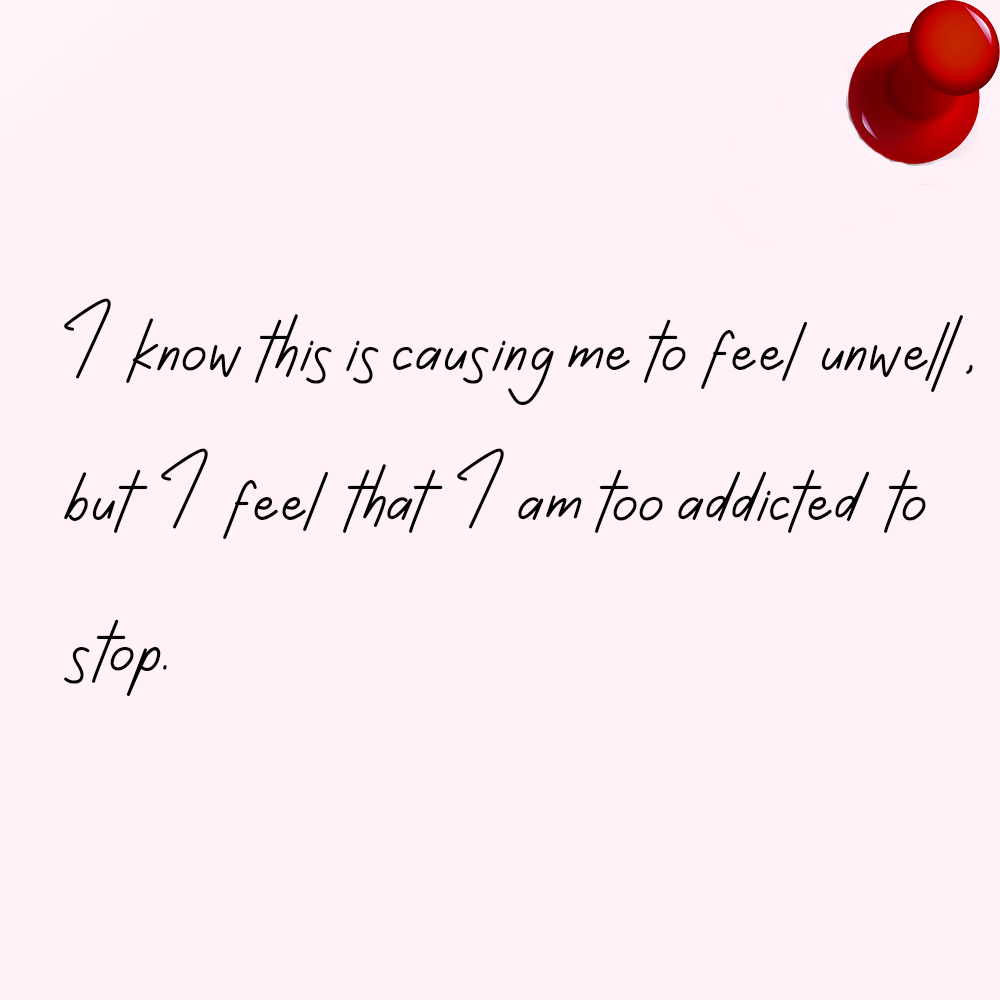 I know this is causing me to feel unwell ,
but I feel that I am too addicted to
stop.